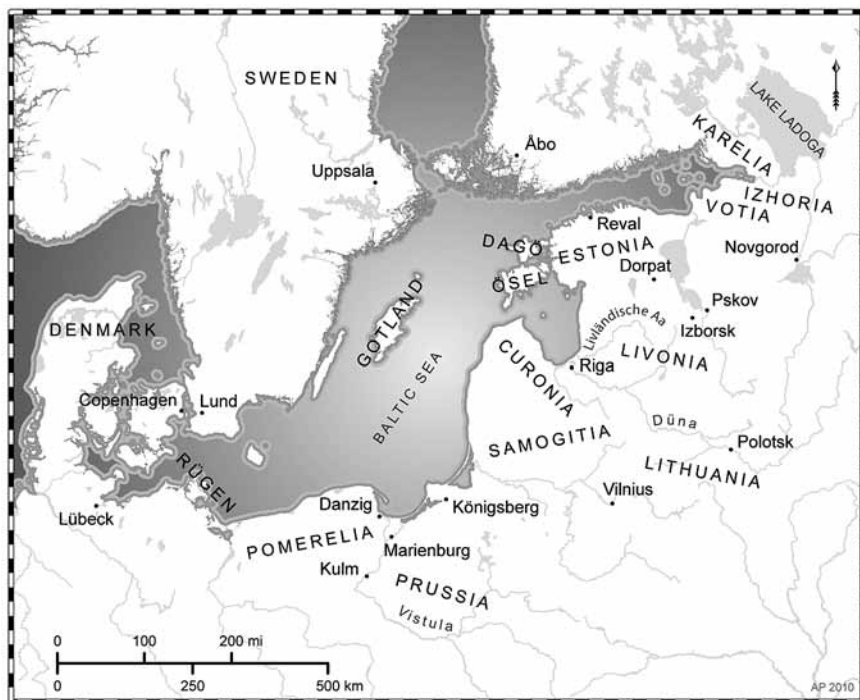 SWEDEN
LAKE LADOGA
KARELIA
Åbo
Uppsala
IZHORIA
VOTIA
Reval
DAGÖ
ESTONIA
Novgorod
Dorpat
ÖSEL
GOTLAND
Pskov
DENMARK
Livländische Aa
Izborsk
LIVONIA
CURONIA
Riga
BALTIC SEA
Copenhagen
Lund
Düna
SAMOGITIA
Polotsk
RÜGEN
LITHUANIA
Vilnius
Danzig
Königsberg
Lübeck
POMERELIA
Marienburg
Kulm
PRUSSIA
Vistula
0 100 200 mi
0 250 500 km
AP 2010